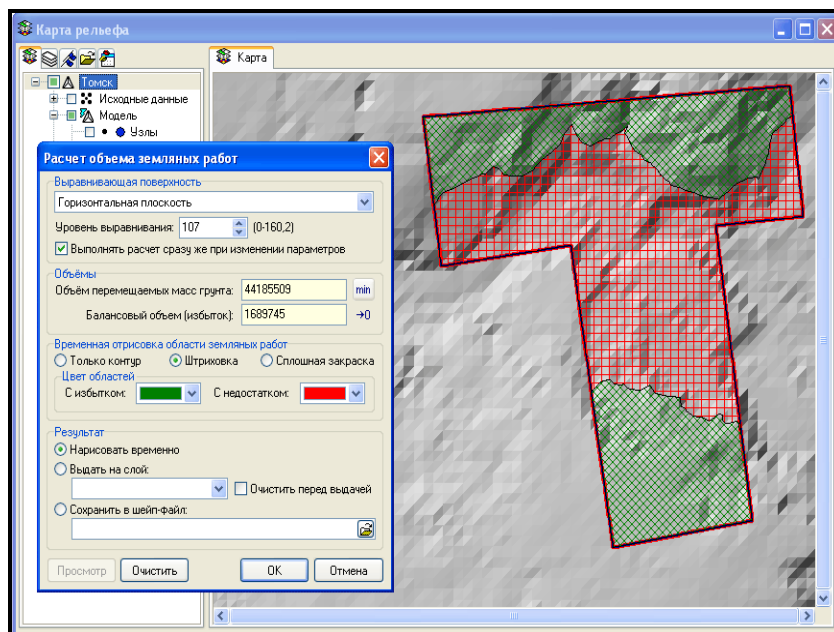 Карта рельефа
Карта
Томск
Исходные данные
Модель
Узлы
Расчет объема земляных работ
Выравнивающая поверхность
Горизонтальная плоскость
Уровень выравнивания: 107 (0-160,2)
Выполнять расчет сразу же при изменении параметров
Объёмы
Объём перемещаемых масс грунта: 44185509 min
Балансовый объем (избыток): 1689745 →0
Временная отрисовка области земляных работ
Только контур Штриховка Сплошная закраска
Цвет областей
С избытком: С недостатком:
Результат
Нарисовать временно
Выдать на слой:
Очистить перед выдачей
Сохранить в шейп-файл:
Просмотр Очистить OK Отмена